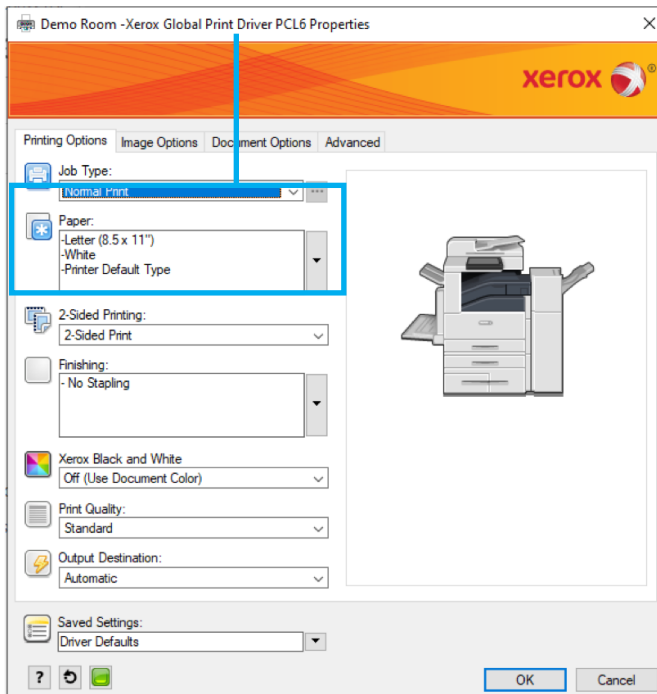 Demo Room -Xerox Global Print Driver PCL6 Properties
xerox
Printing Options Image Options Document Options Advanced
Job Type:
Normal Print
Paper:
-Letter (8.5 x 11")
-White
-Printer Default Type
2-Sided Printing:
2-Sided Print
Finishing:
- No Stapling
Xerox Black and White
Off (Use Document Color)
Print Quality:
Standard
Output Destination:
Automatic
Saved Settings:
Driver Defaults
?
OK Cancel